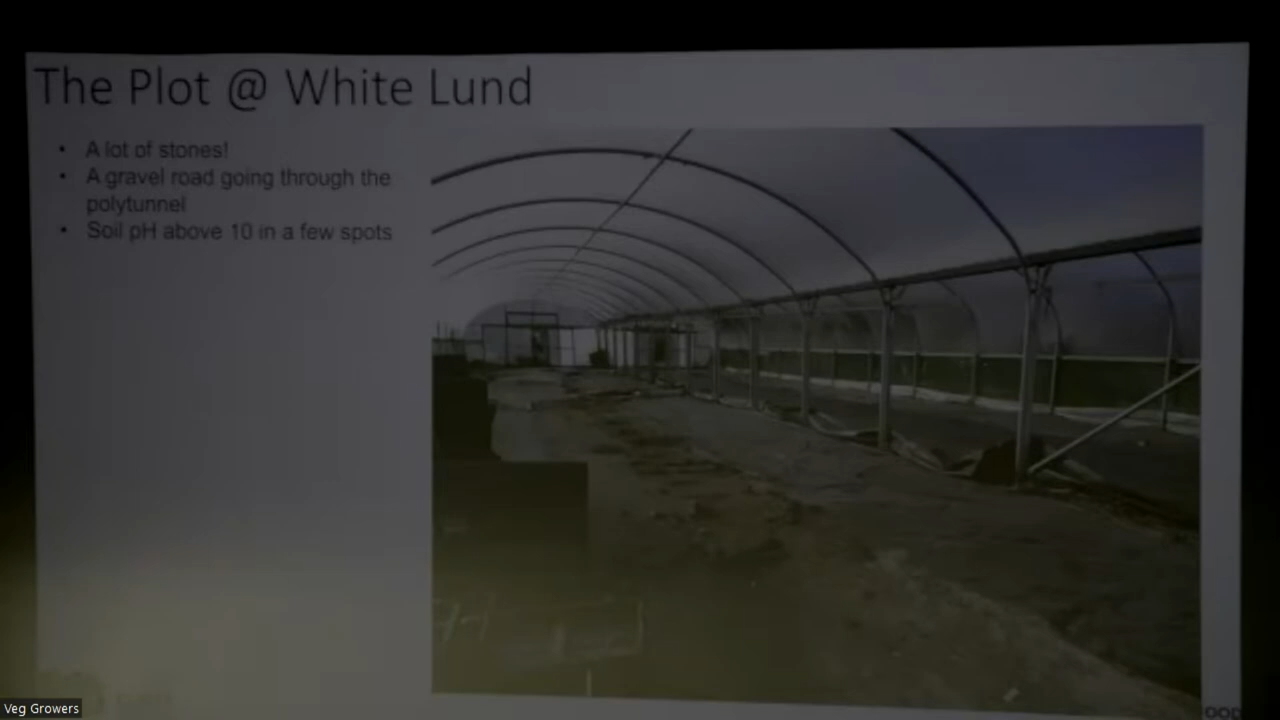 The Plot @ White Lund
• A lot of stones!
• A gravel road going through the
polytunnel
• Soil pH above 10 in a few spots
Veg Growers